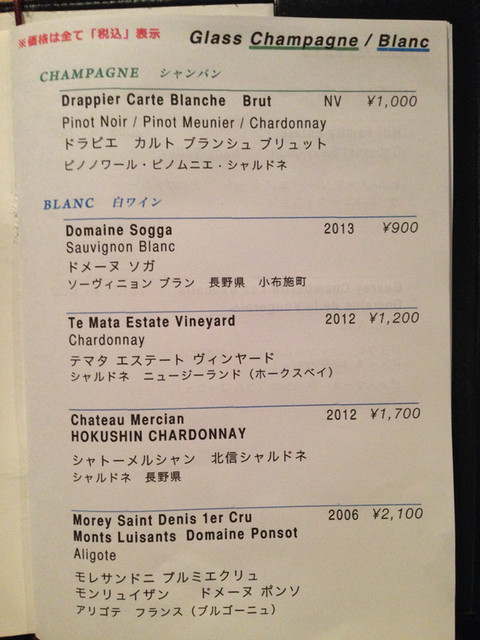 ※価格は全て「税込」表示
Glass Champagne / Blanc
CHAMPAGNE シャンパン
Drappier Carte Blanche Brut NV ¥1,000
Pinot Noir / Pinot Meunier / Chardonnay
ドラピエ カルト ブランシュ ブリュット
ピノノワール・ピノムニエ・シャルドネ
BLANC 白ワイン
Domaine Sogga 2013 ¥900
Sauvignon Blanc
ドメーヌ ソガ
ソーヴィニョン ブラン 長野県 小布施町
Te Mata Estate Vineyard 2012 ¥1,200
Chardonnay
テマタ エステート ヴィンヤード
シャルドネ ニュージーランド（ホークスベイ）
Chateau Mercian 2012 ¥1,700
HOKUSHIN CHARDONNAY
シャトーメルシャン 北信シャルドネ
シャルドネ 長野県
Morey Saint Denis 1er Cru 2006 ¥2,100
Monts Luisants Domaine Ponsot
Aligote
モレサンドニ プルミエクリュ
モンリュイザン ドメーヌ ポンソ
アリゴテ フランス（ブルゴーニュ）